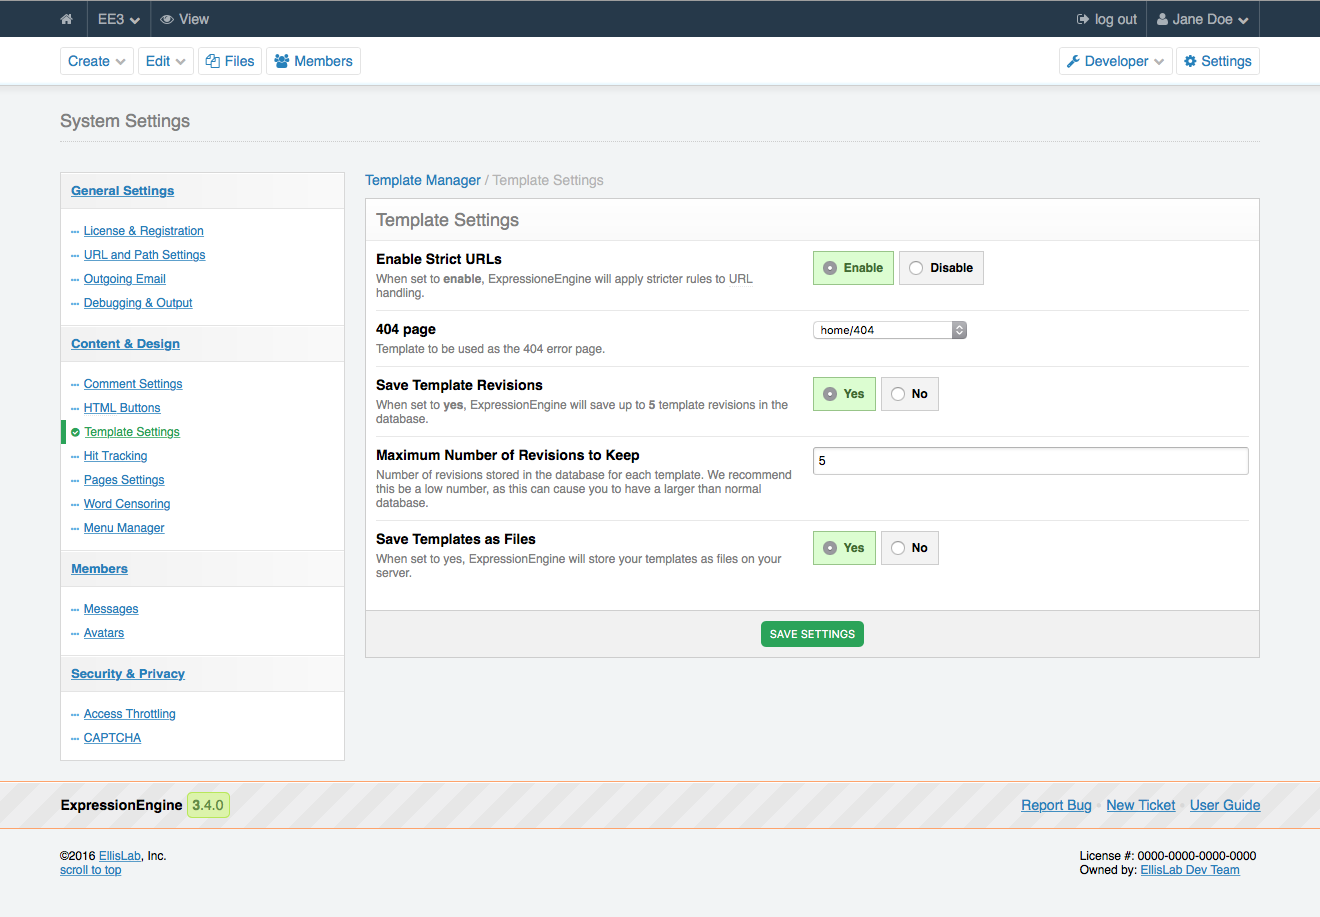 EE3 View log out Jane Doe
Create Edit Files Members Developer Settings
System Settings
General Settings
License & Registration
URL and Path Settings
Outgoing Email
Debugging & Output
Content & Design
Comment Settings
HTML Buttons
Template Settings
Hit Tracking
Pages Settings
Word Censoring
Menu Manager
Members
Messages
Avatars
Security & Privacy
Access Throttling
CAPTCHA
Template Manager / Template Settings
Template Settings
Enable Strict URLs
When set to enable, ExpressioneEngine will apply stricter rules to URL
handling.
Enable Disable
404 page
Template to be used as the 404 error page.
home/404
Save Template Revisions
When set to yes, ExpressionEngine will save up to 5 template revisions in the
database.
Yes No
Maximum Number of Revisions to Keep
Number of revisions stored in the database for each template. We recommend
this be a low number, as this can cause you to have a larger than normal
database.
5
Save Templates as Files
When set to yes, ExpressionEngine will store your templates as files on your
server.
Yes No
SAVE SETTINGS
ExpressionEngine 3.4.0
Report Bug New Ticket User Guide
©2016 EllisLab, Inc.
scroll to top
License #: 0000-0000-0000-0000
Owned by: EllisLab Dev Team